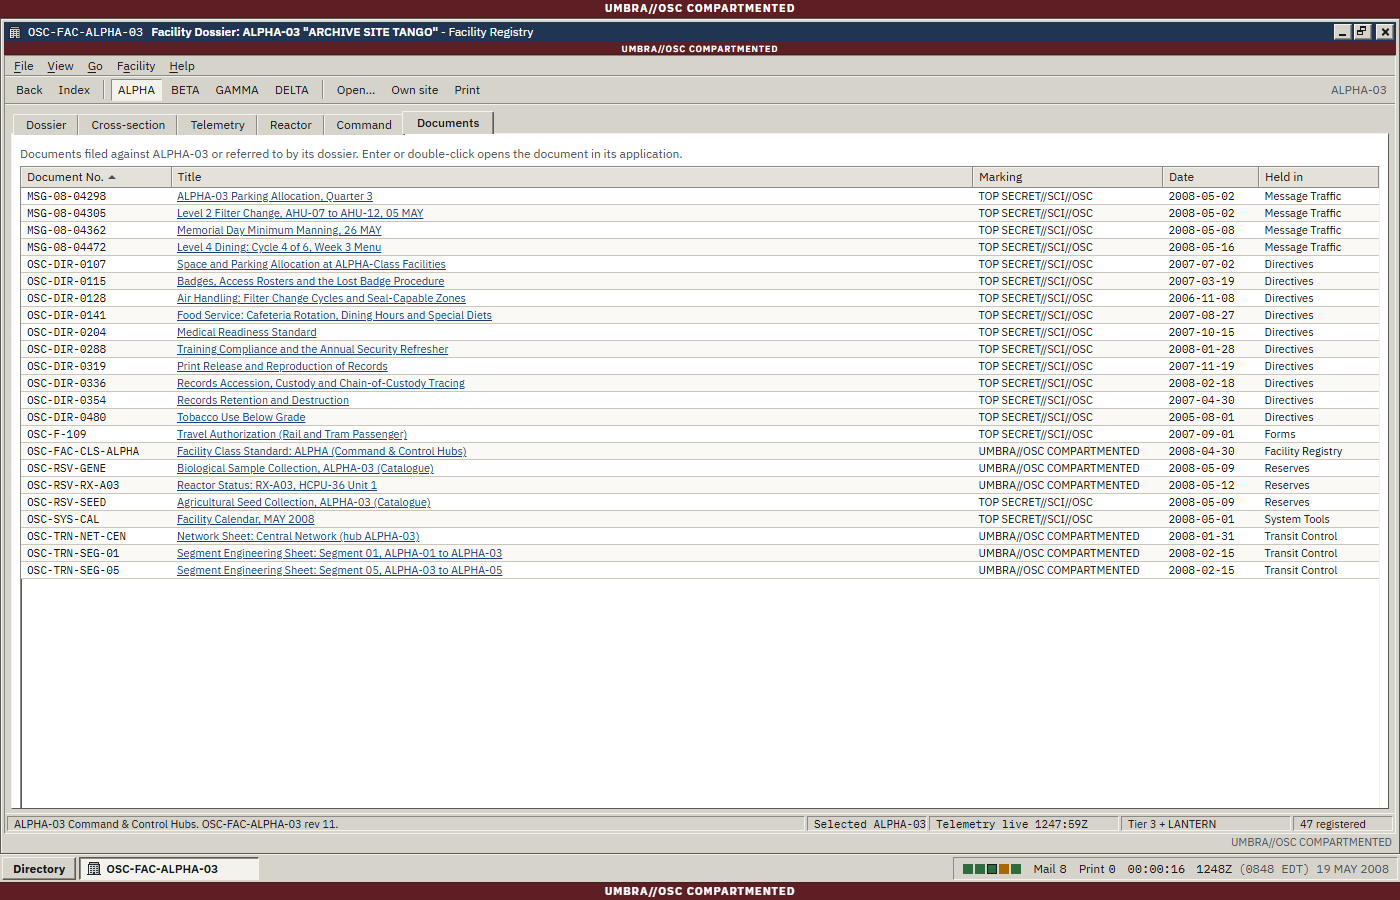 UMBRA//OSC COMPARTMENTED
OSC-FAC-ALPHA-03 Facility Dossier: ALPHA-03 "ARCHIVE SITE TANGO" - Facility Registry
UMBRA//OSC COMPARTMENTED
File View Go Facility Help
Back Index ALPHA BETA GAMMA DELTA Open... Own site Print ALPHA-03
Dossier Cross-section Telemetry Reactor Command Documents
Documents filed against ALPHA-03 or referred to by its dossier. Enter or double-click opens the document in its application.
Document No. Title Marking Date Held in
MSG-08-04298 ALPHA-03 Parking Allocation, Quarter 3 TOP SECRET//SCI//OSC 2008-05-02 Message Traffic
MSG-08-04305 Level 2 Filter Change, AHU-07 to AHU-12, 05 MAY TOP SECRET//SCI//OSC 2008-05-02 Message Traffic
MSG-08-04362 Memorial Day Minimum Manning, 26 MAY TOP SECRET//SCI//OSC 2008-05-08 Message Traffic
MSG-08-04472 Level 4 Dining: Cycle 4 of 6, Week 3 Menu TOP SECRET//SCI//OSC 2008-05-16 Message Traffic
OSC-DIR-0107 Space and Parking Allocation at ALPHA-Class Facilities TOP SECRET//SCI//OSC 2007-07-02 Directives
OSC-DIR-0115 Badges, Access Rosters and the Lost Badge Procedure TOP SECRET//SCI//OSC 2007-03-19 Directives
OSC-DIR-0128 Air Handling: Filter Change Cycles and Seal-Capable Zones TOP SECRET//SCI//OSC 2006-11-08 Directives
OSC-DIR-0141 Food Service: Cafeteria Rotation, Dining Hours and Special Diets TOP SECRET//SCI//OSC 2007-08-27 Directives
OSC-DIR-0204 Medical Readiness Standard TOP SECRET//SCI//OSC 2007-10-15 Directives
OSC-DIR-0288 Training Compliance and the Annual Security Refresher TOP SECRET//SCI//OSC 2008-01-28 Directives
OSC-DIR-0319 Print Release and Reproduction of Records TOP SECRET//SCI//OSC 2007-11-19 Directives
OSC-DIR-0336 Records Accession, Custody and Chain-of-Custody Tracing TOP SECRET//SCI//OSC 2008-02-18 Directives
OSC-DIR-0354 Records Retention and Destruction TOP SECRET//SCI//OSC 2007-04-30 Directives
OSC-DIR-0480 Tobacco Use Below Grade TOP SECRET//SCI//OSC 2005-08-01 Directives
OSC-F-109 Travel Authorization (Rail and Tram Passenger) TOP SECRET//SCI//OSC 2007-09-01 Forms
OSC-FAC-CLS-ALPHA Facility Class Standard: ALPHA (Command & Control Hubs) UMBRA//OSC COMPARTMENTED 2008-04-30 Facility Registry
OSC-RSV-GENE Biological Sample Collection, ALPHA-03 (Catalogue) UMBRA//OSC COMPARTMENTED 2008-05-09 Reserves
OSC-RSV-RX-A03 Reactor Status: RX-A03, HCPU-36 Unit 1 UMBRA//OSC COMPARTMENTED 2008-05-12 Reserves
OSC-RSV-SEED Agricultural Seed Collection, ALPHA-03 (Catalogue) TOP SECRET//SCI//OSC 2008-05-09 Reserves
OSC-SYS-CAL Facility Calendar, MAY 2008 TOP SECRET//SCI//OSC 2008-05-01 System Tools
OSC-TRN-NET-CEN Network Sheet: Central Network (hub ALPHA-03) UMBRA//OSC COMPARTMENTED 2008-01-31 Transit Control
OSC-TRN-SEG-01 Segment Engineering Sheet: Segment 01, ALPHA-01 to ALPHA-03 UMBRA//OSC COMPARTMENTED 2008-02-15 Transit Control
OSC-TRN-SEG-05 Segment Engineering Sheet: Segment 05, ALPHA-03 to ALPHA-05 UMBRA//OSC COMPARTMENTED 2008-02-15 Transit Control
ALPHA-03 Command & Control Hubs. OSC-FAC-ALPHA-03 rev 11. Selected ALPHA-03 Telemetry live 1247:59Z Tier 3 + LANTERN 47 registered
UMBRA//OSC COMPARTMENTED
Directory OSC-FAC-ALPHA-03 Mail 8 Print 0 00:00:16 1248Z (0848 EDT) 19 MAY 2008
UMBRA//OSC COMPARTMENTED